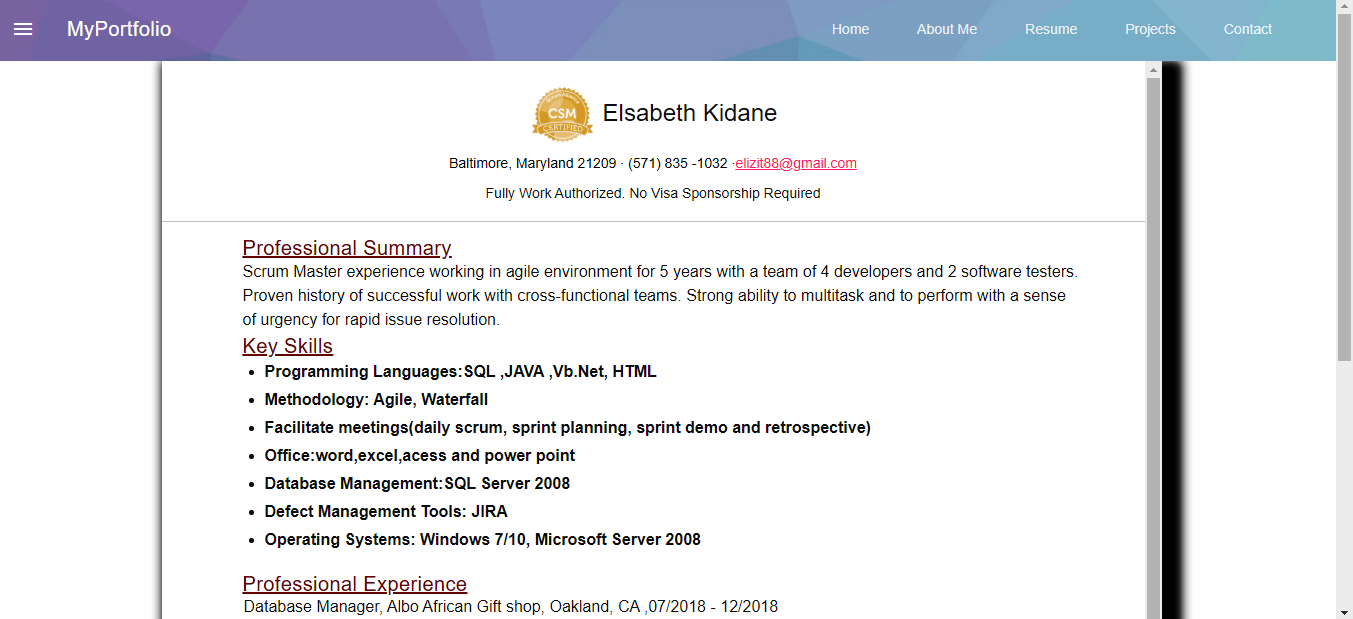 MyPortfolio
Home
About Me
Resume
Projects
Contact
CSM
CERTIFIED
Elsabeth Kidane
Baltimore, Maryland 21209 · (571) 835 -1032 ·elizit88@gmail.com
Fully Work Authorized. No Visa Sponsorship Required
Professional Summary
Scrum Master experience working in agile environment for 5 years with a team of 4 developers and 2 software testers.
Proven history of successful work with cross-functional teams. Strong ability to multitask and to perform with a sense
of urgency for rapid issue resolution.
Key Skills
• Programming Languages:SQL ,JAVA ,Vb.Net, HTML
• Methodology: Agile, Waterfall
• Facilitate meetings(daily scrum, sprint planning, sprint demo and retrospective)
• Office:word,excel,acess and power point
• Database Management:SQL Server 2008
• Defect Management Tools: JIRA
• Operating Systems: Windows 7/10, Microsoft Server 2008
Professional Experience
Database Manager, Albo African Gift shop, Oakland, CA ,07/2018 - 12/2018